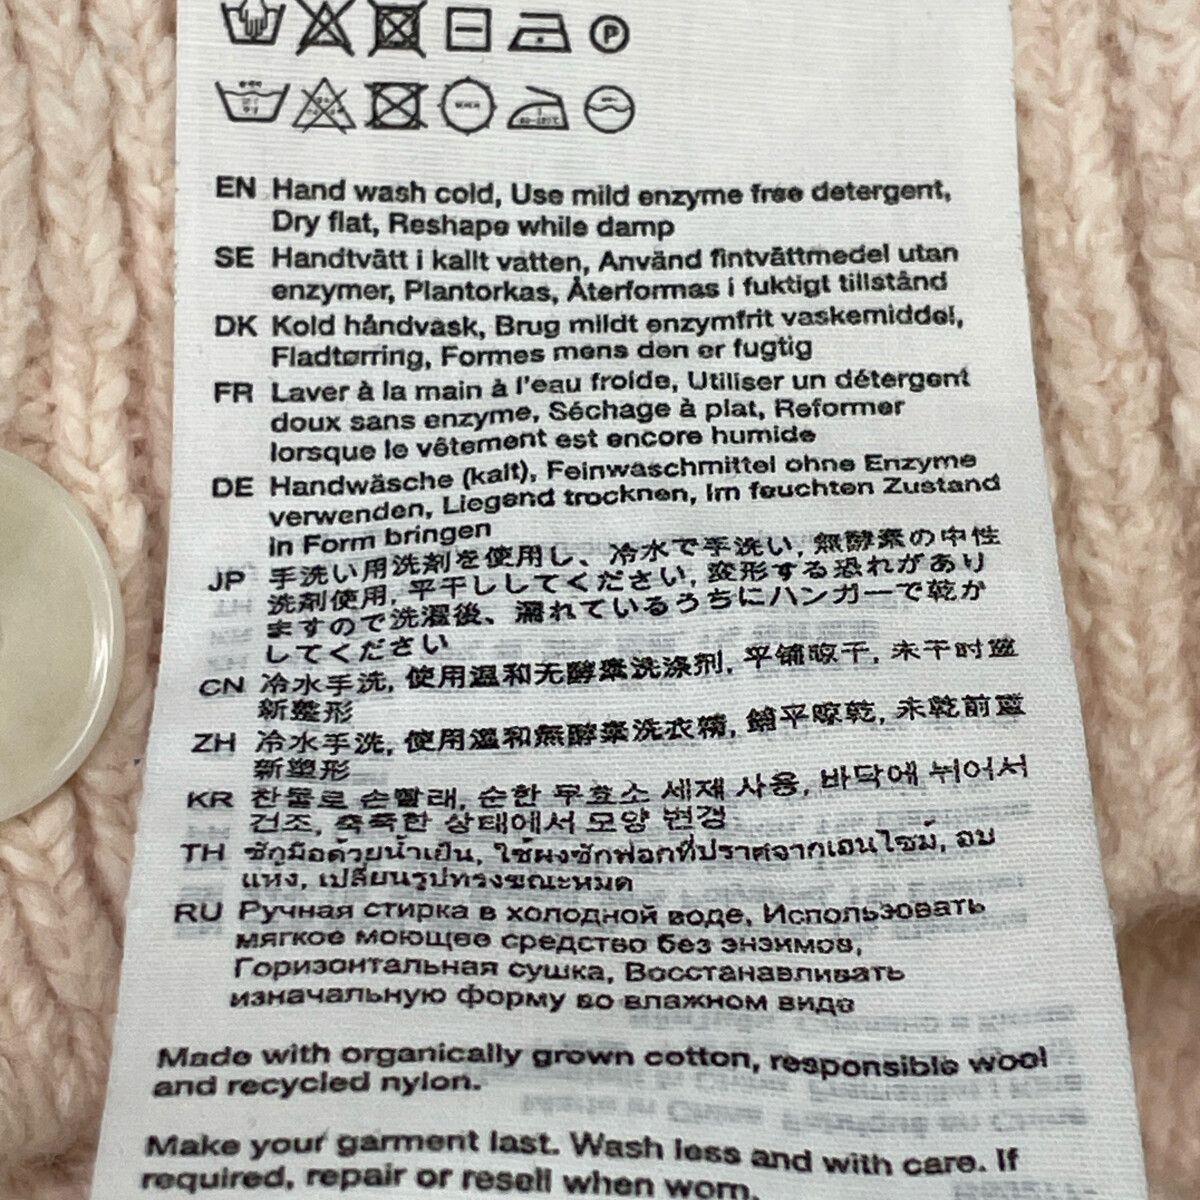 P
EN Hand wash cold, Use mild enzyme free detergent,
Dry flat, Reshape while damp
SE Handtvätt i kallt vatten, Använd fintvättmedel utan
enzymer, Plantorkas, Återformas i fuktigt tillstånd
DK Kold håndvask, Brug mildt enzymfrit vaskemiddel,
Fladtørring, Formes mens den er fugtig
FR Laver à la main à l'eau froide, Utiliser un détergent
doux sans enzyme, Séchage à plat, Reformer
lorsque le vêtement est encore humide
DE Handwäsche (kalt), Feinwaschmittel ohne Enzyme
verwenden, Liegend trocknen, Im feuchten Zustand
in Form bringen
JP 手洗い用洗剤を使用し、冷水で手洗い, 無酵素の中性
洗剤使用, 平干ししてください, 変形する恐れがあり
ますので洗濯後、濡れているうちにハンガーで乾か
してください
CN 冷水手洗, 使用温和无酵素洗涤剂, 平铺晾干, 未干时重
新整形
ZH 冷水手洗, 使用溫和無酵素洗衣精, 鋪平晾乾, 未乾前重
新塑形
KR 찬물로 손빨래, 순한 무효소 세제 사용, 바닥에 뉘어서
건조, 축축한 상태에서 모양 변경
TH ซักมือด้วยน้ำเย็น, ใช้ผงซักฟอกที่ปราศจากเอนไซม์, อบ
แห้ง, เปลี่ยนรูปทรงขณะหมาด
RU Ручная стирка в холодной воде, Использовать
мягкое моющее средство без энзимов,
Горизонтальная сушка, Восстанавливать
изначальную форму во влажном виде
Made with organically grown cotton, responsible wool
and recycled nylon.
Make your garment last. Wash less and with care. If
required, repair or resell when worn.